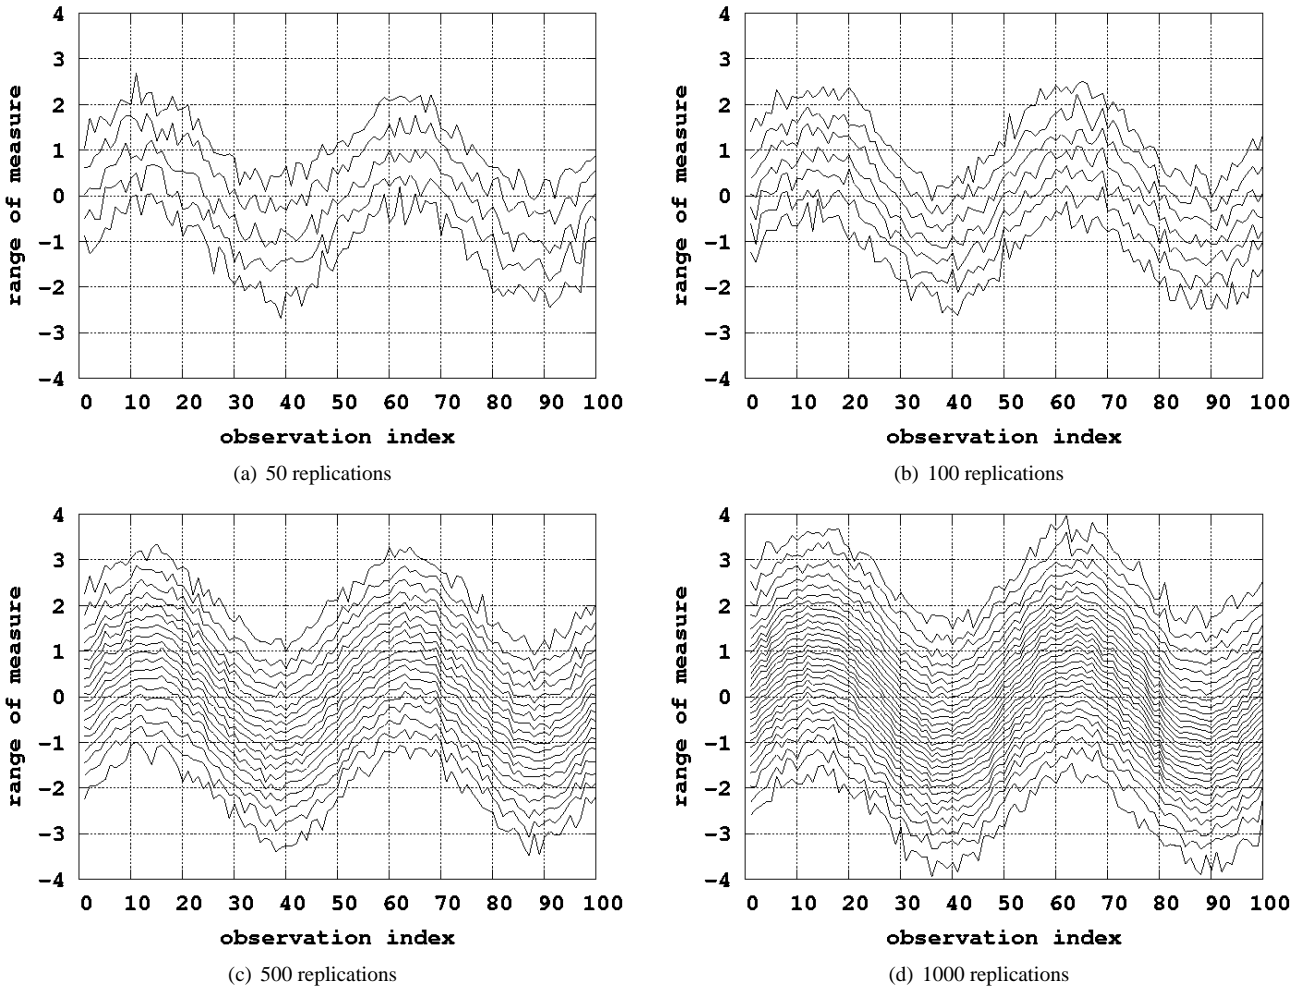 4
3
2
1
0
−1
−2
−3
−4
range of measure
0 10 20 30 40 50 60 70 80 90 100
observation index
(a) 50 replications
4
3
2
1
0
−1
−2
−3
−4
range of measure
0 10 20 30 40 50 60 70 80 90 100
observation index
(b) 100 replications
4
3
2
1
0
−1
−2
−3
−4
range of measure
0 10 20 30 40 50 60 70 80 90 100
observation index
(c) 500 replications
4
3
2
1
0
−1
−2
−3
−4
range of measure
0 10 20 30 40 50 60 70 80 90 100
observation index
(d) 1000 replications